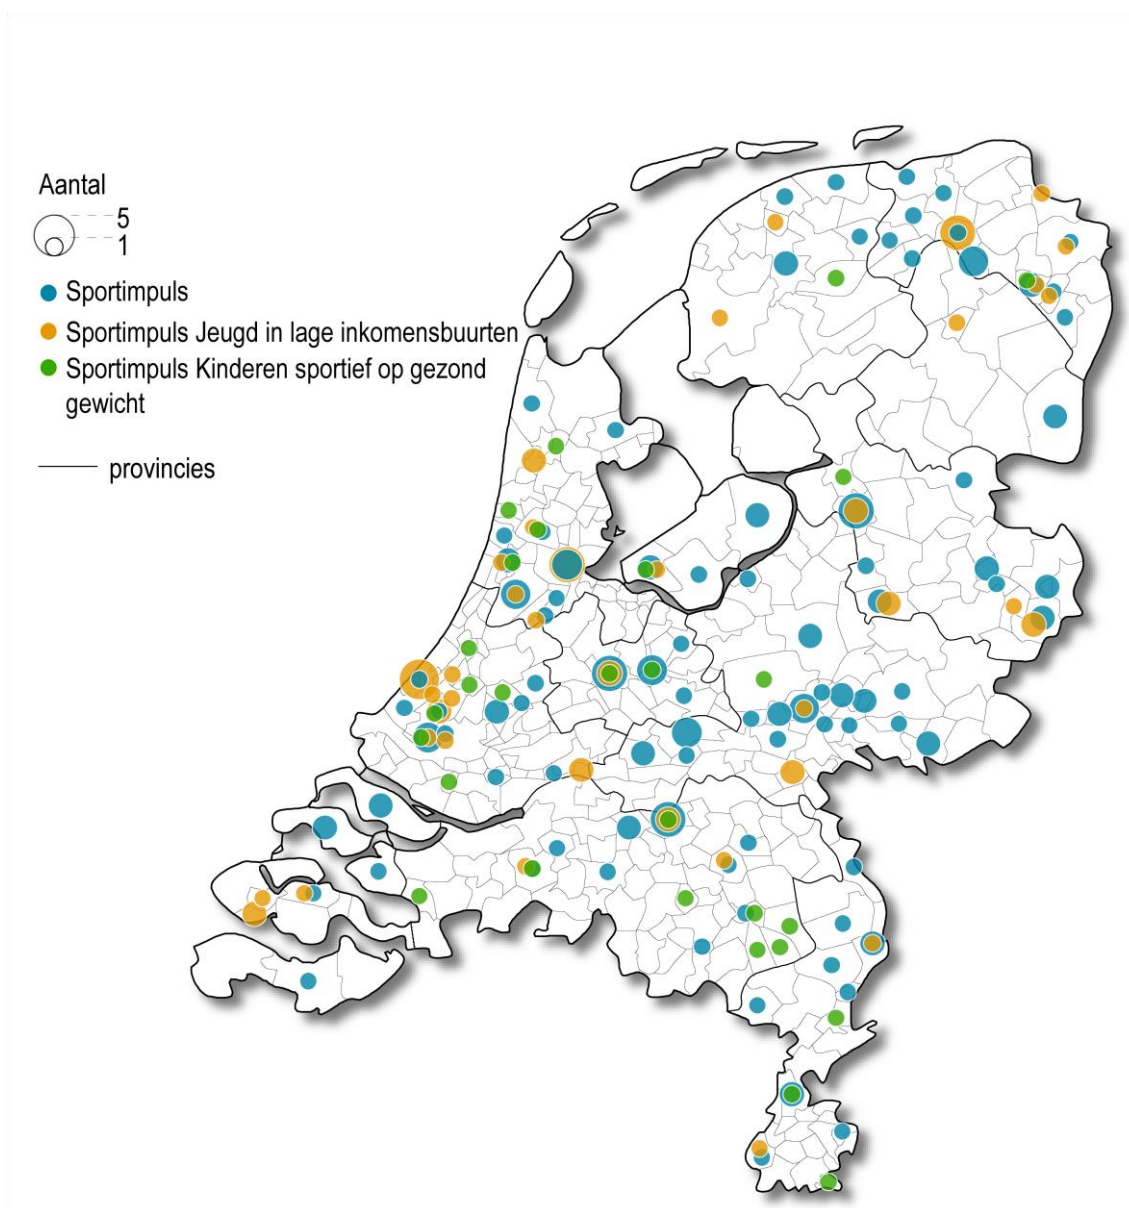 Aantal
5
1
Sportimpuls
Sportimpuls Jeugd in lage inkomensbuurten
Sportimpuls Kinderen sportief op gezond
gewicht
provincies